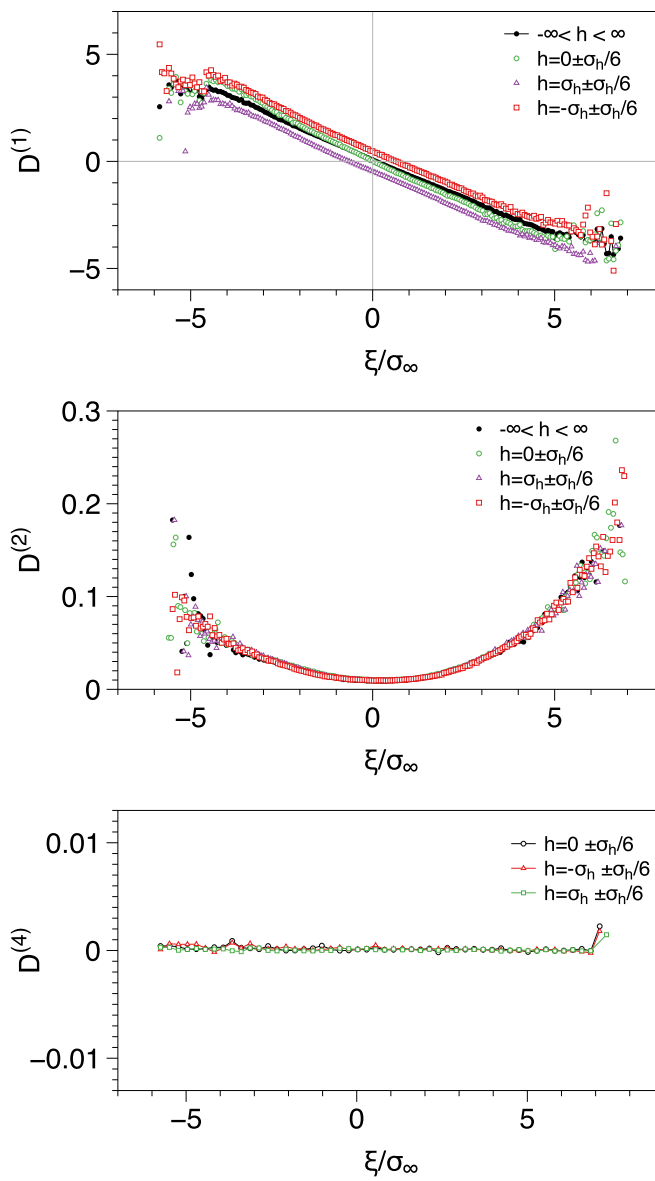 -∞< h < ∞
h=0±σₕ/6
h=σₕ±σₕ/6
h=-σₕ±σₕ/6
5
0
-5
D⁽¹⁾
-5
0
5
ξ/σ∞
0.3
0.2
0.1
0
D⁽²⁾
-∞< h < ∞
h=0±σₕ/6
h=σₕ±σₕ/6
h=-σₕ±σₕ/6
-5
0
5
ξ/σ∞
0.01
0
-0.01
D⁽⁴⁾
h=0 ±σₕ/6
h=-σₕ ±σₕ/6
h=σₕ ±σₕ/6
-5
0
5
ξ/σ∞